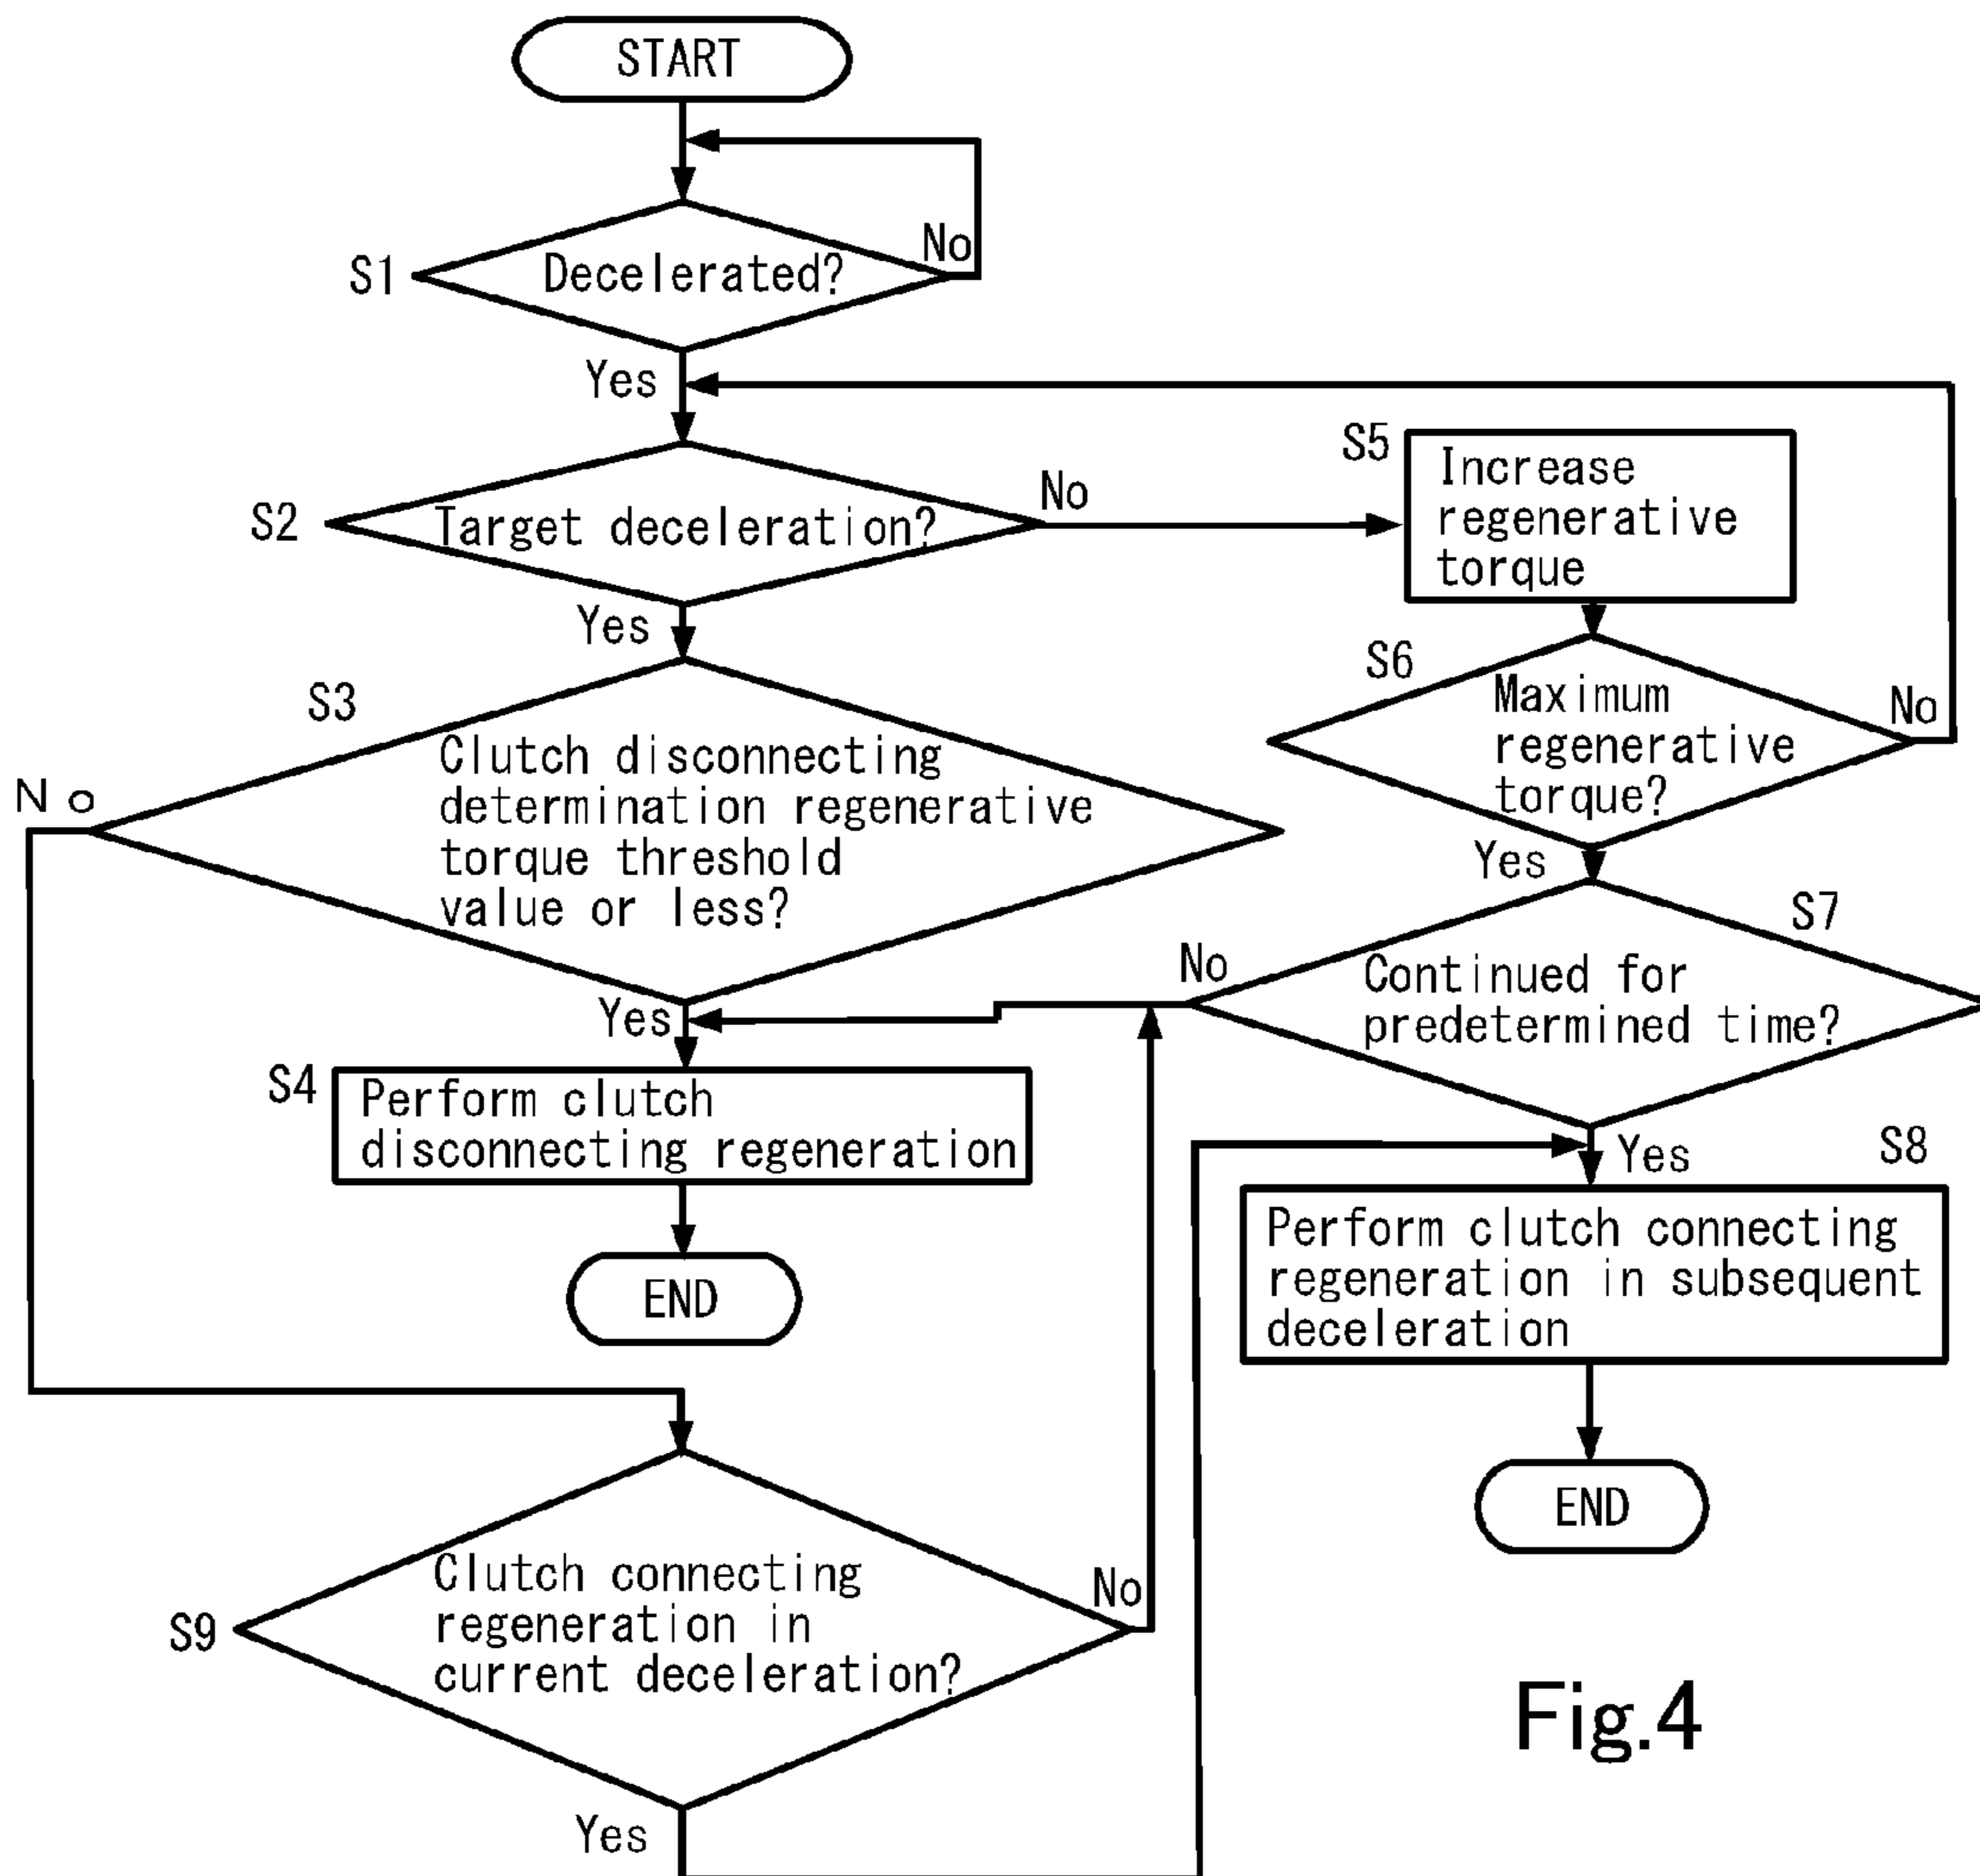 START
S1
Decelerated?
No
Yes
S2
Target deceleration?
No
Yes
S5
Increase
regenerative
torque
S6
Maximum
regenerative
torque?
No
Yes
S3
Clutch disconnecting
determination regenerative
torque threshold
value or less?
No
Yes
S7
Continued for
predetermined time?
No
Yes
S4
Perform clutch
disconnecting regeneration
END
S8
Perform clutch connecting
regeneration in subsequent
deceleration
END
S9
Clutch connecting
regeneration in
current deceleration?
No
Yes
Fig.4